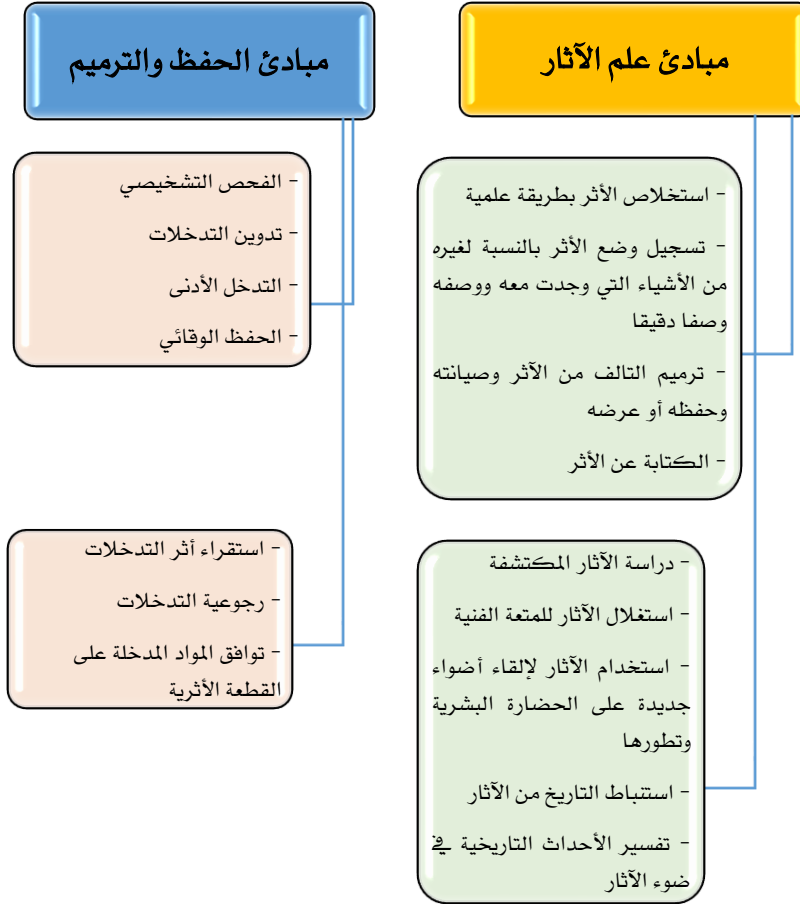 مبادئ علم الآثار
- استخلاص الأثر بطريقة علمية
- تسجيل وضع الأثر بالنسبة لغيره
من الأشياء التي وجدت معه ووصفه
وصفا دقيقا
- ترميم التالف من الآثر وصيانته
وحفظه أو عرضه
- الكتابة عن الأثر
- دراسة الآثار المكتشفة
- استغلال الآثار للمتعة الفنية
- استخدام الآثار لإلقاء أضواء
جديدة على الحضارة البشرية
وتطورها
- استنباط التاريخ من الآثار
- تفسير الأحداث التاريخية في
ضوء الآثار
مبادئ الحفظ والترميم
- الفحص التشخيصي
- تدوين التدخلات
- التدخل الأدنى
- الحفظ الوقائي
- استقراء أثر التدخلات
- رجوعية التدخلات
- توافق المواد المدخلة على
القطعة الأثرية